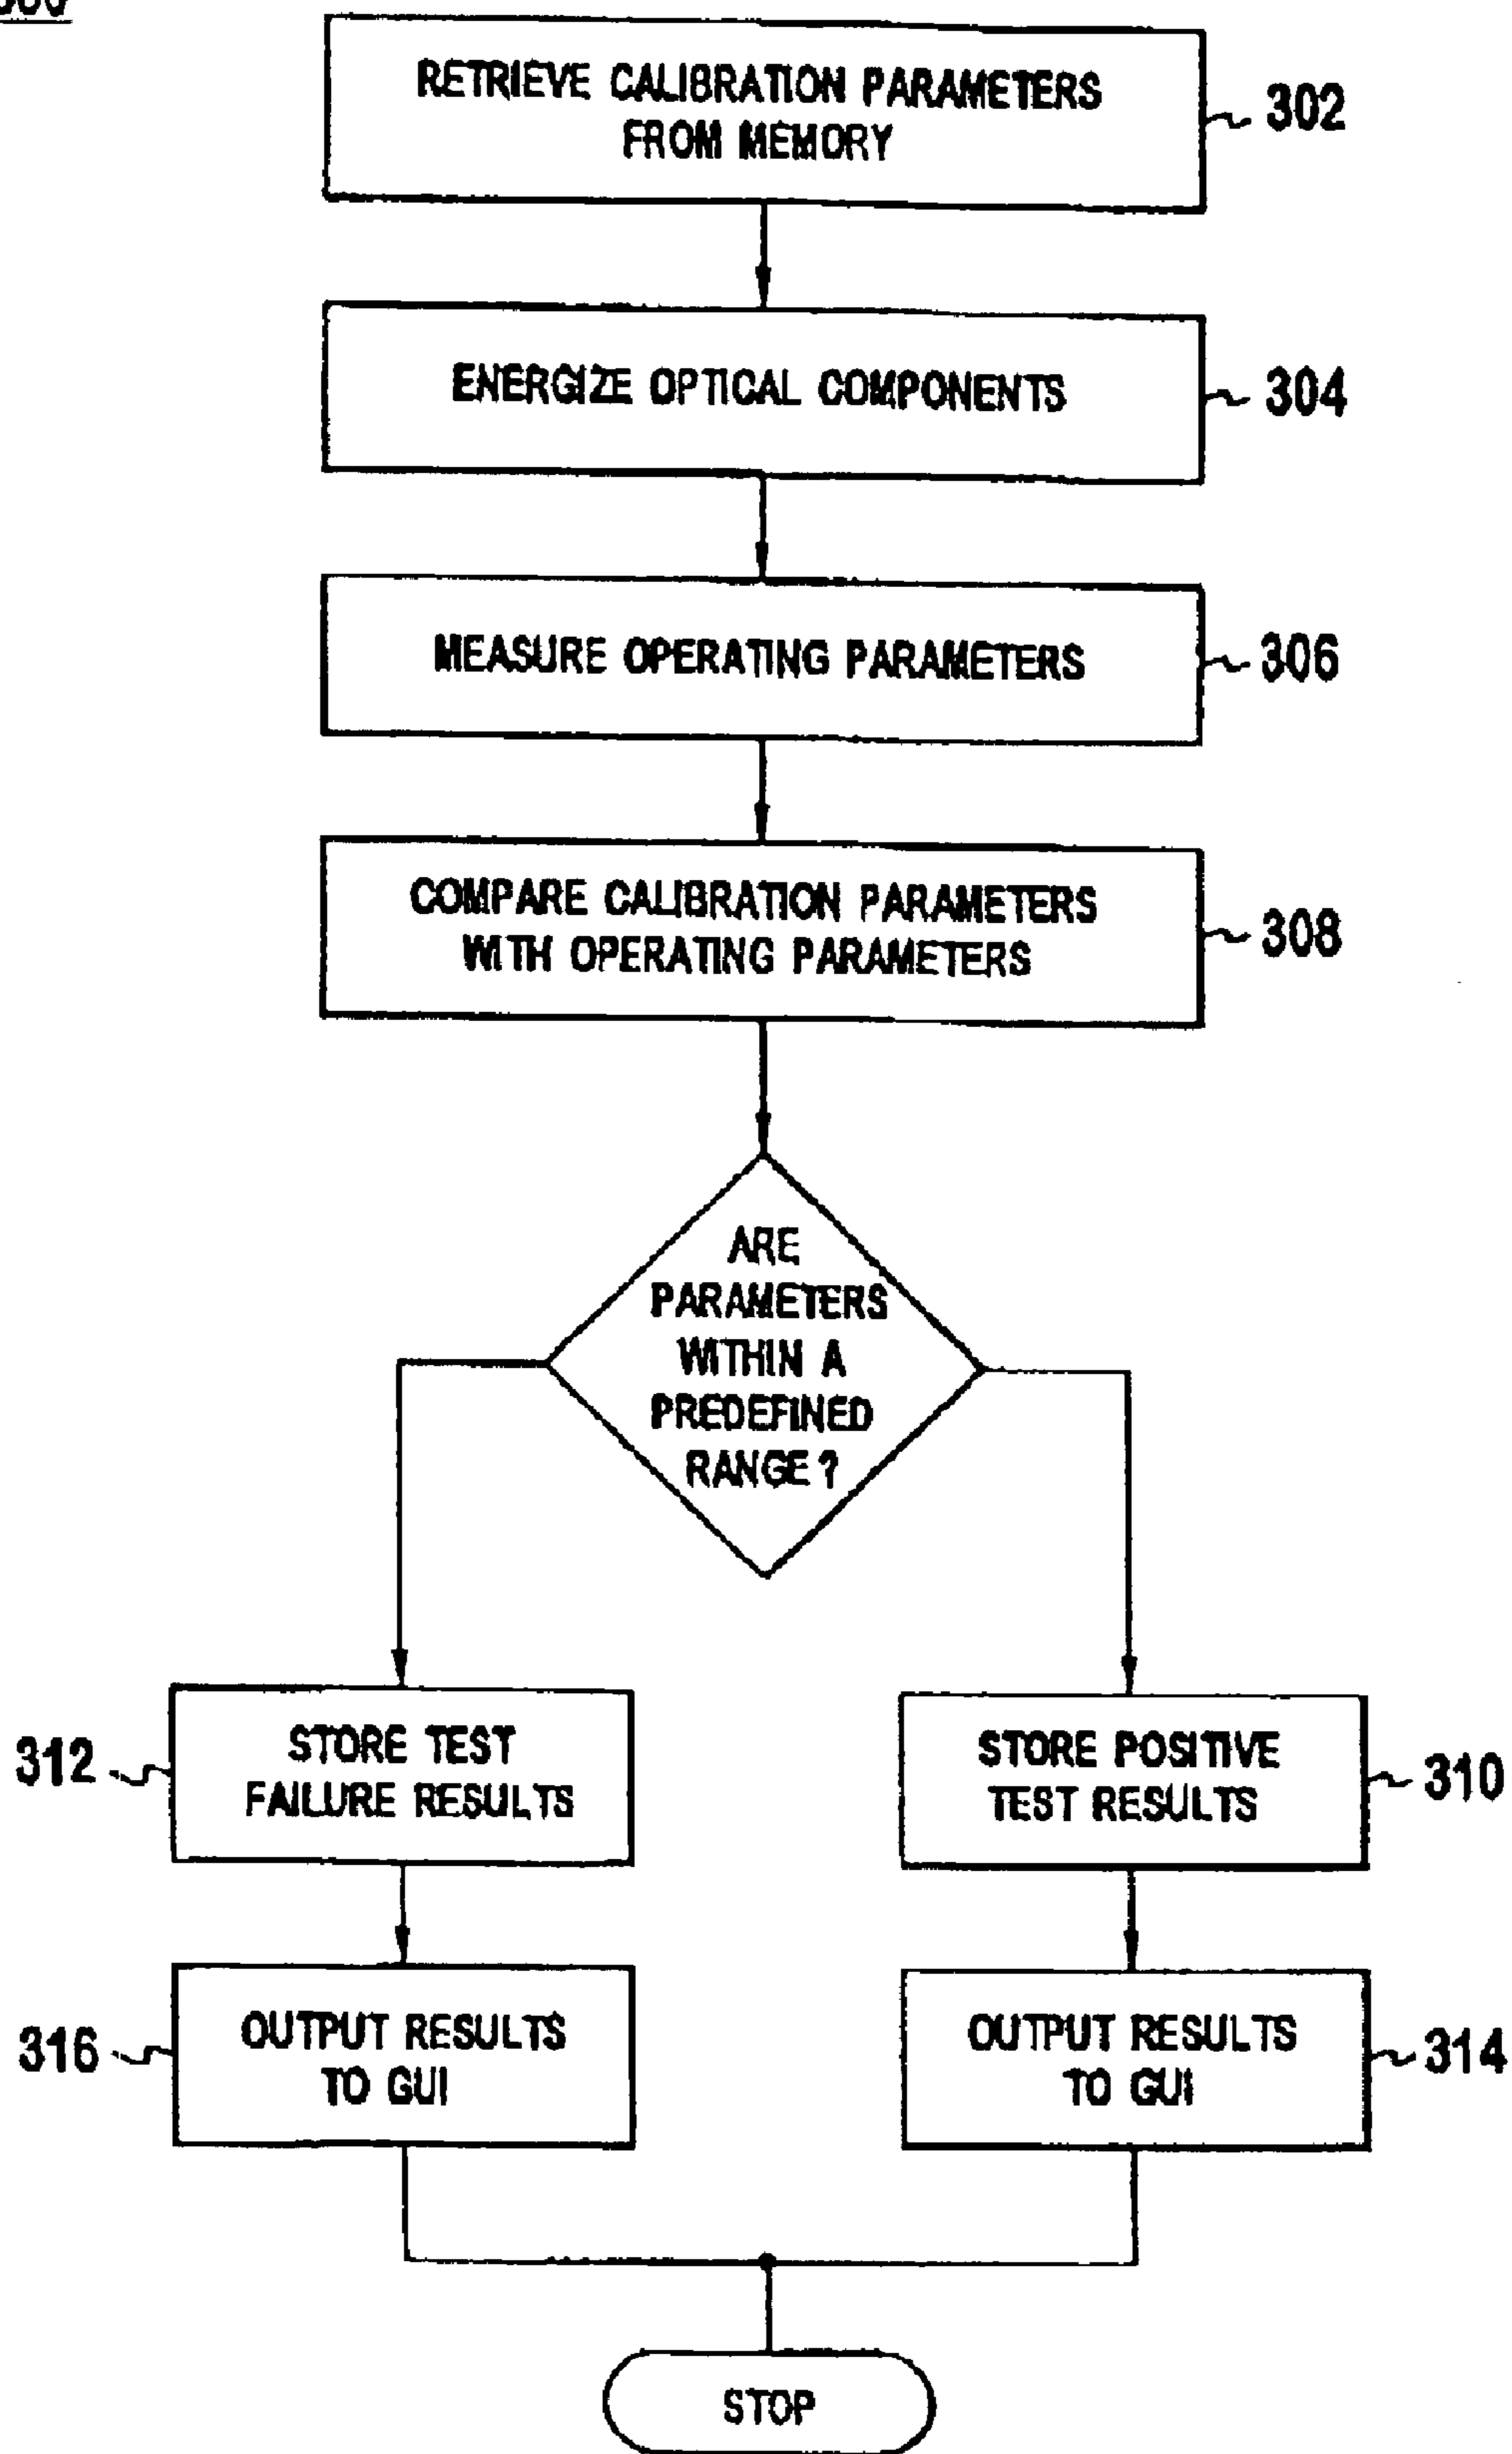 RETRIEVE CALIBRATION PARAMETERS
FROM MEMORY
302
ENERGIZE OPTICAL COMPONENTS
304
MEASURE OPERATING PARAMETERS
306
COMPARE CALIBRATION PARAMETERS
WITH OPERATING PARAMETERS
308
ARE
PARAMETERS
WITHIN A
PREDEFINED
RANGE?
312
STORE TEST
FAILURE RESULTS
STORE POSITIVE
TEST RESULTS
310
316
OUTPUT RESULTS
TO GUI
OUTPUT RESULTS
TO GUI
314
STOP